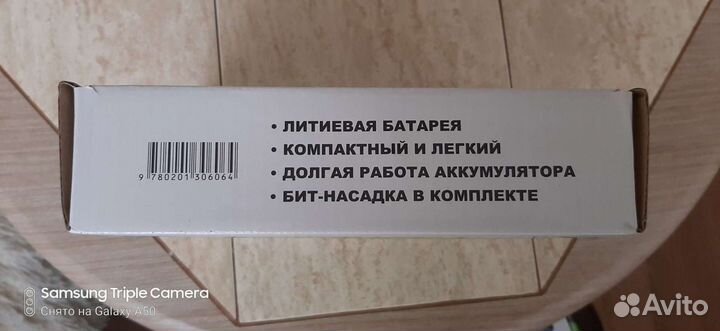 • ЛИТИЕВАЯ БАТАРЕЯ
• КОМПАКТНЫЙ И ЛЕГКИЙ
• ДОЛГАЯ РАБОТА АККУМУЛЯТОРА
• БИТ-НАСАДКА В КОМПЛЕКТЕ
9 780201 306064
Samsung Triple Camera
Снято на Galaxy A50
Avito